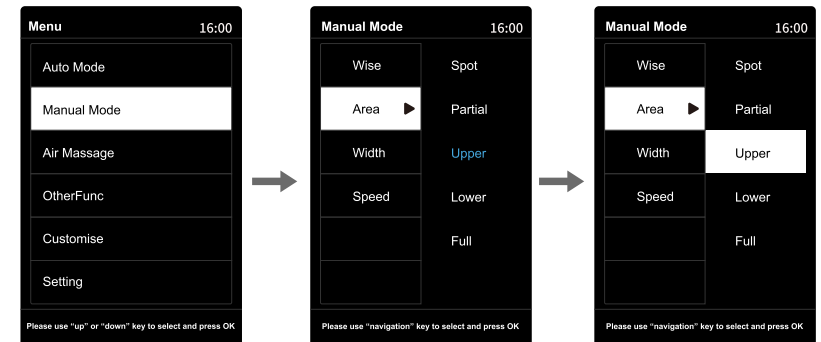 Menu 16:00
Auto Mode
Manual Mode
Air Massage
OtherFunc
Customise
Setting
Please use “up” or “down” key to select and press OK
Manual Mode 16:00
Wise Spot
Area Partial
Width Upper
Speed Lower
Full
Please use “navigation” key to select and press OK
Manual Mode 16:00
Wise Spot
Area Partial
Width Upper
Speed Lower
Full
Please use “navigation” key to select and press OK